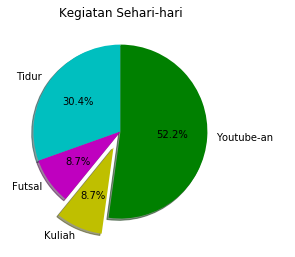 Kegiatan Sehari-hari
Tidur
30.4%
52.2%
Youtube-an
8.7%
Futsal
8.7%
Kuliah